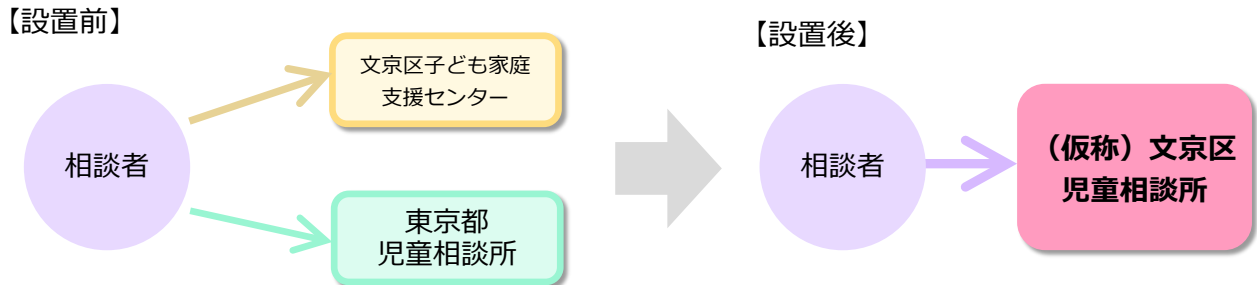 【設置前】
相談者
文京区子ども家庭
支援センター
東京都
児童相談所
【設置後】
相談者
（仮称）文京区
児童相談所